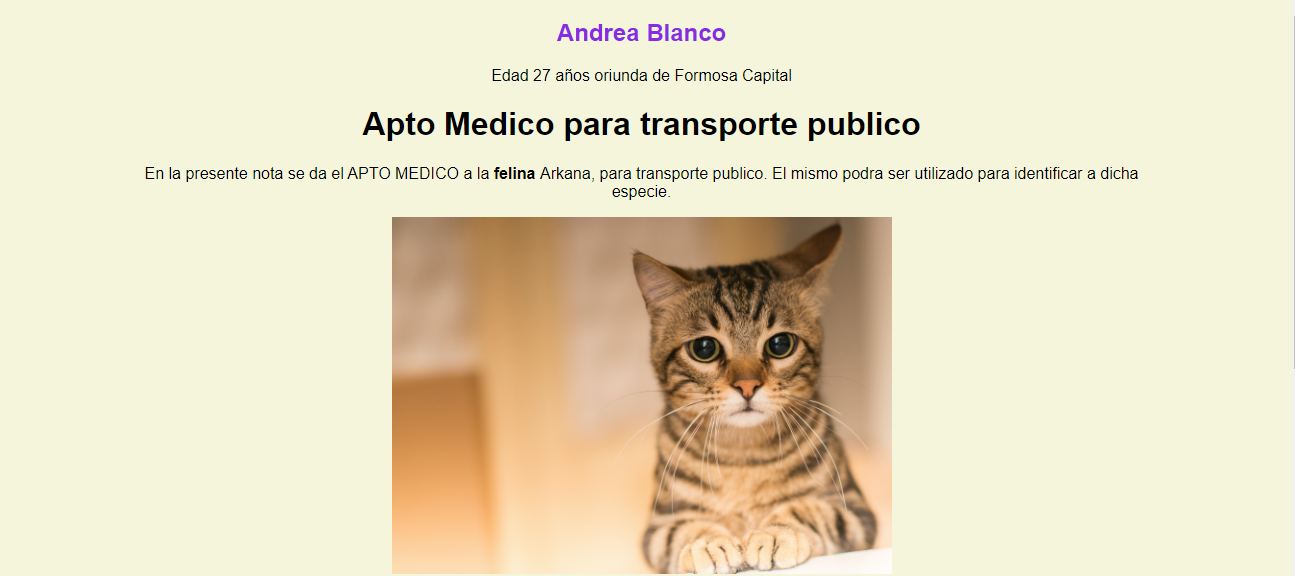 Andrea Blanco
Edad 27 años oriunda de Formosa Capital
Apto Medico para transporte publico
En la presente nota se da el APTO MEDICO a la felina Arkana, para transporte publico. El mismo podra ser utilizado para identificar a dicha
especie.